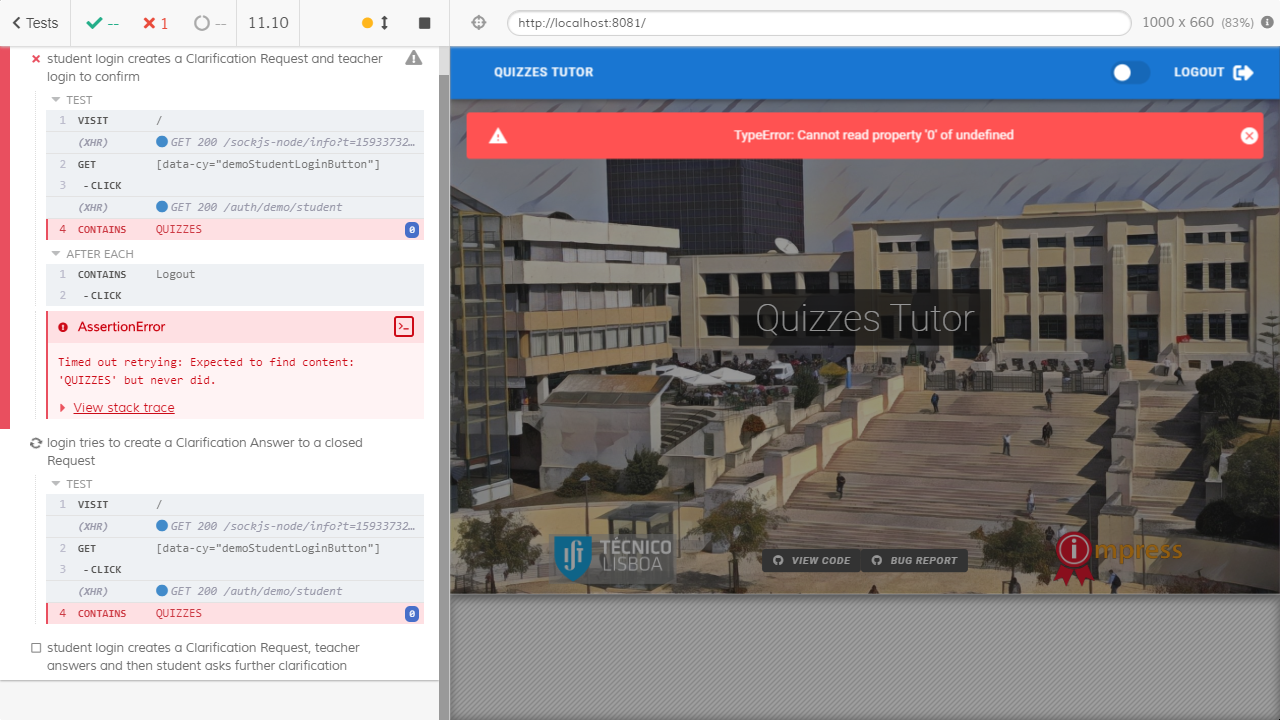 Tests
--
1
--
11.10
http://localhost:8081/
1000 x 660 (83%)
student login creates a Clarification Request and teacher
login to confirm
TEST
1 VISIT /
(XHR) GET 200 /sockjs-node/info?t=15933732…
2 GET [data-cy="demoStudentLoginButton"]
3 - CLICK
(XHR) GET 200 /auth/demo/student
4 CONTAINS QUIZZES 0
AFTER EACH
1 CONTAINS Logout
2 - CLICK
AssertionError
Timed out retrying: Expected to find content:
'QUIZZES' but never did.
View stack trace
login tries to create a Clarification Answer to a closed
Request
TEST
1 VISIT /
(XHR) GET 200 /sockjs-node/info?t=15933732…
2 GET [data-cy="demoStudentLoginButton"]
3 - CLICK
(XHR) GET 200 /auth/demo/student
4 CONTAINS QUIZZES 0
student login creates a Clarification Request, teacher
answers and then student asks further clarification
QUIZZES TUTOR
LOGOUT
TypeError: Cannot read property '0' of undefined
Quizzes Tutor
TÉCNICO
LISBOA
VIEW CODE
BUG REPORT
impress